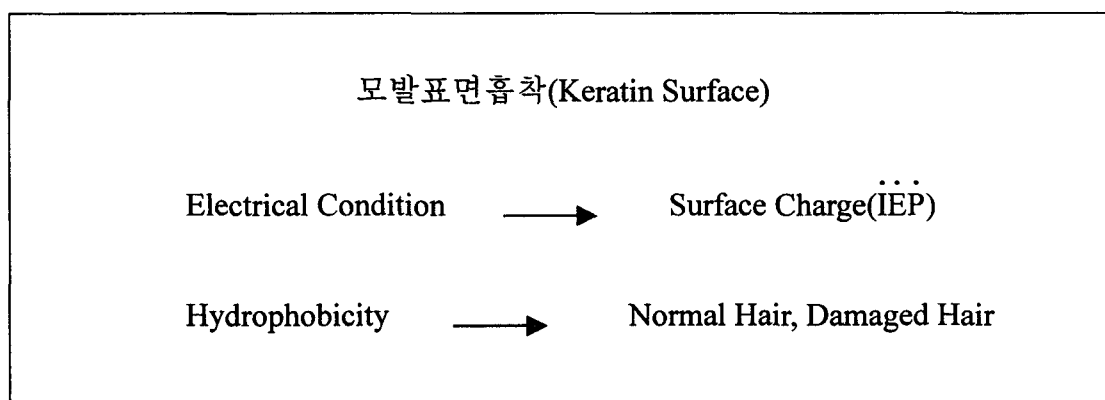 모발표면흡착(Keratin Surface)
Electrical Condition → Surface Charge(IEP)
Hydrophobicity → Normal Hair, Damaged Hair